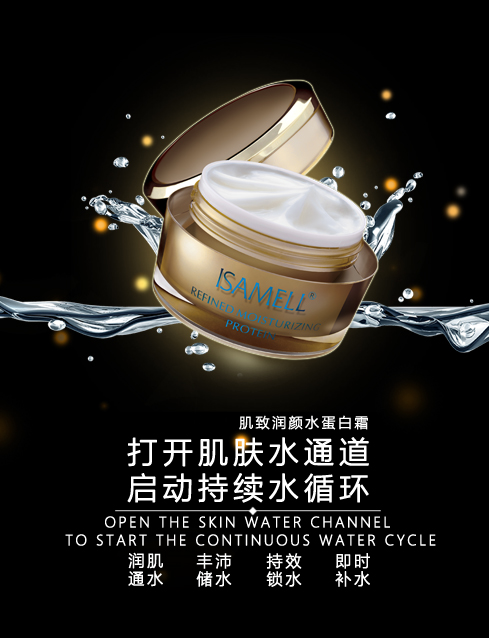 ISAMELL®
REFINED MOISTURIZING
PROTEIN
肌致润颜水蛋白霜
打开肌肤水通道
启动持续水循环
OPEN THE SKIN WATER CHANNEL
TO START THE CONTINUOUS WATER CYCLE
润肌 丰沛 持效 即时
通水 储水 锁水 补水